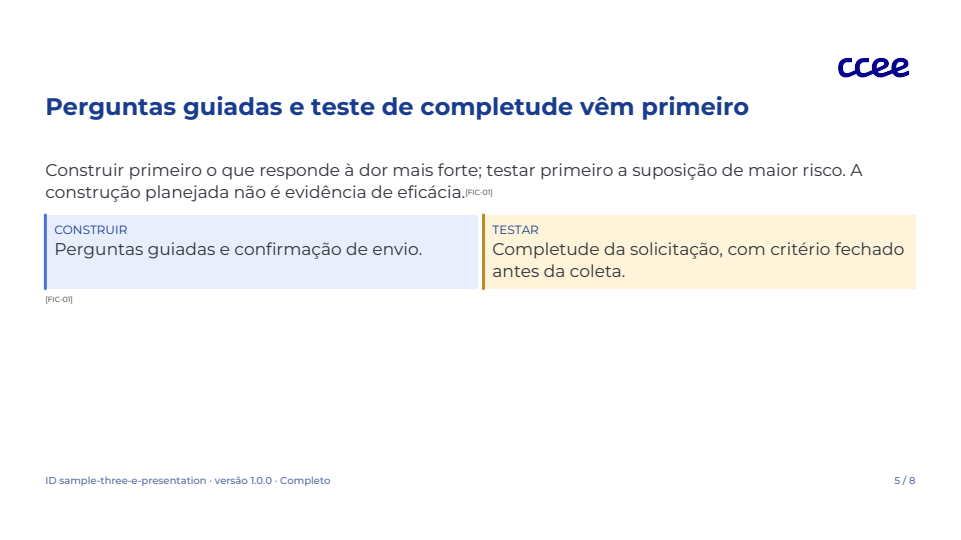 ccee
Perguntas guiadas e teste de completude vêm primeiro
Construir primeiro o que responde à dor mais forte; testar primeiro a suposição de maior risco. A
construção planejada não é evidência de eficácia.[FIC-01]
CONSTRUIR
Perguntas guiadas e confirmação de envio.
TESTAR
Completude da solicitação, com critério fechado
antes da coleta.
[FIC-01]
ID sample-three-e-presentation · versão 1.0.0 · Completo
5 / 8